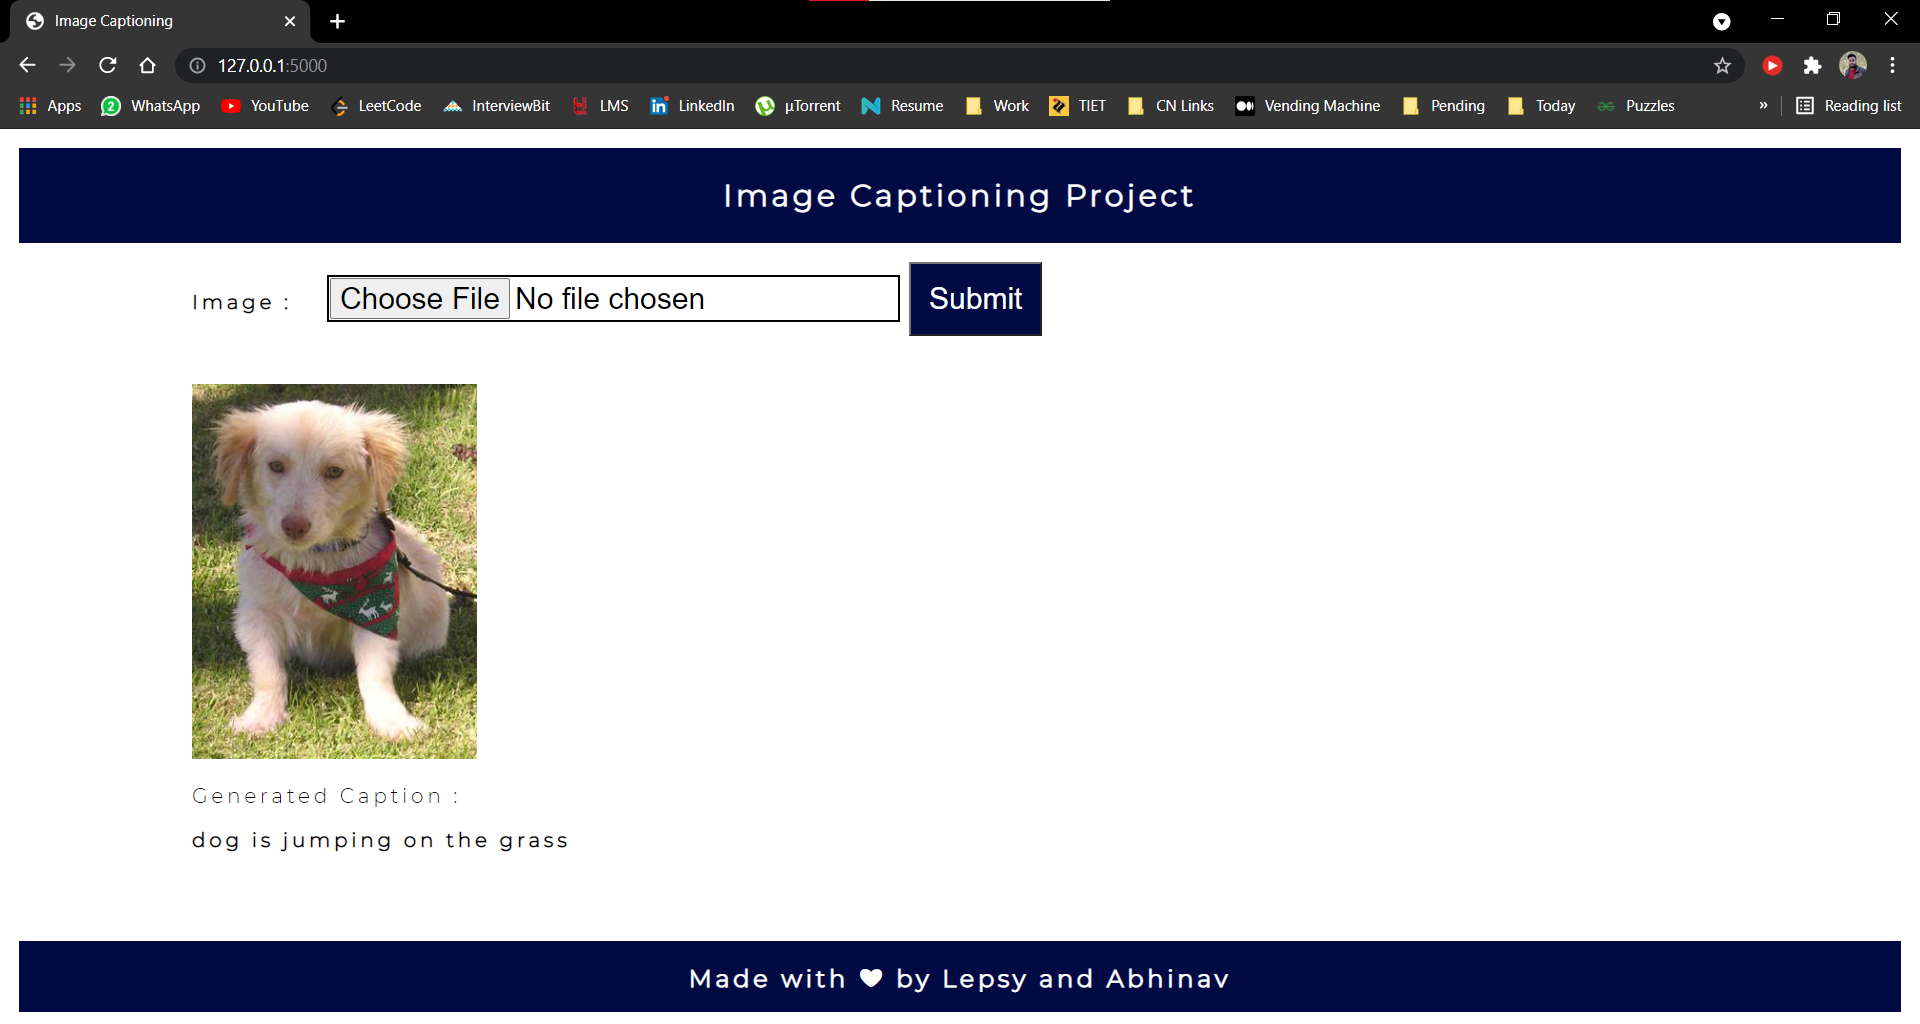 Image Captioning
127.0.0.1:5000
Apps WhatsApp YouTube LeetCode InterviewBit LMS LinkedIn µTorrent Resume Work TIET CN Links Vending Machine Pending Today Puzzles » Reading list
Image Captioning Project
Image : Choose File No file chosen Submit
Generated Caption :
dog is jumping on the grass
Made with ♥ by Lepsy and Abhinav